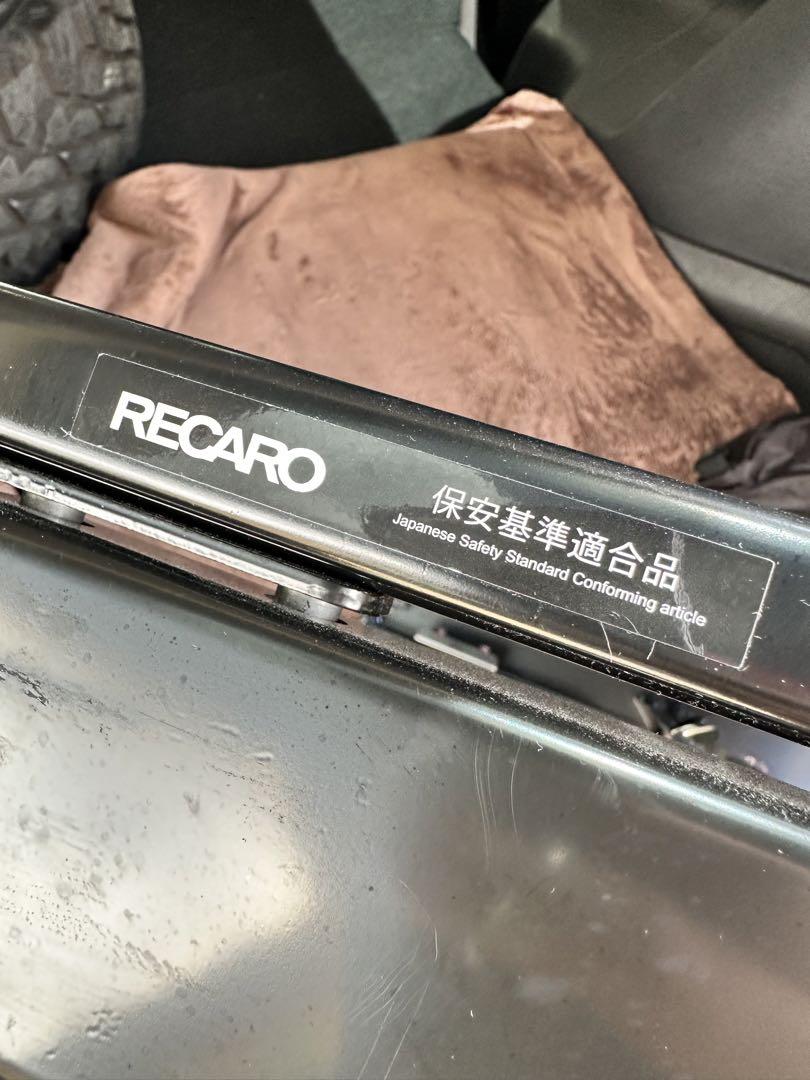 RECARO
保安基準適合品
Japanese Safety Standard Conforming article